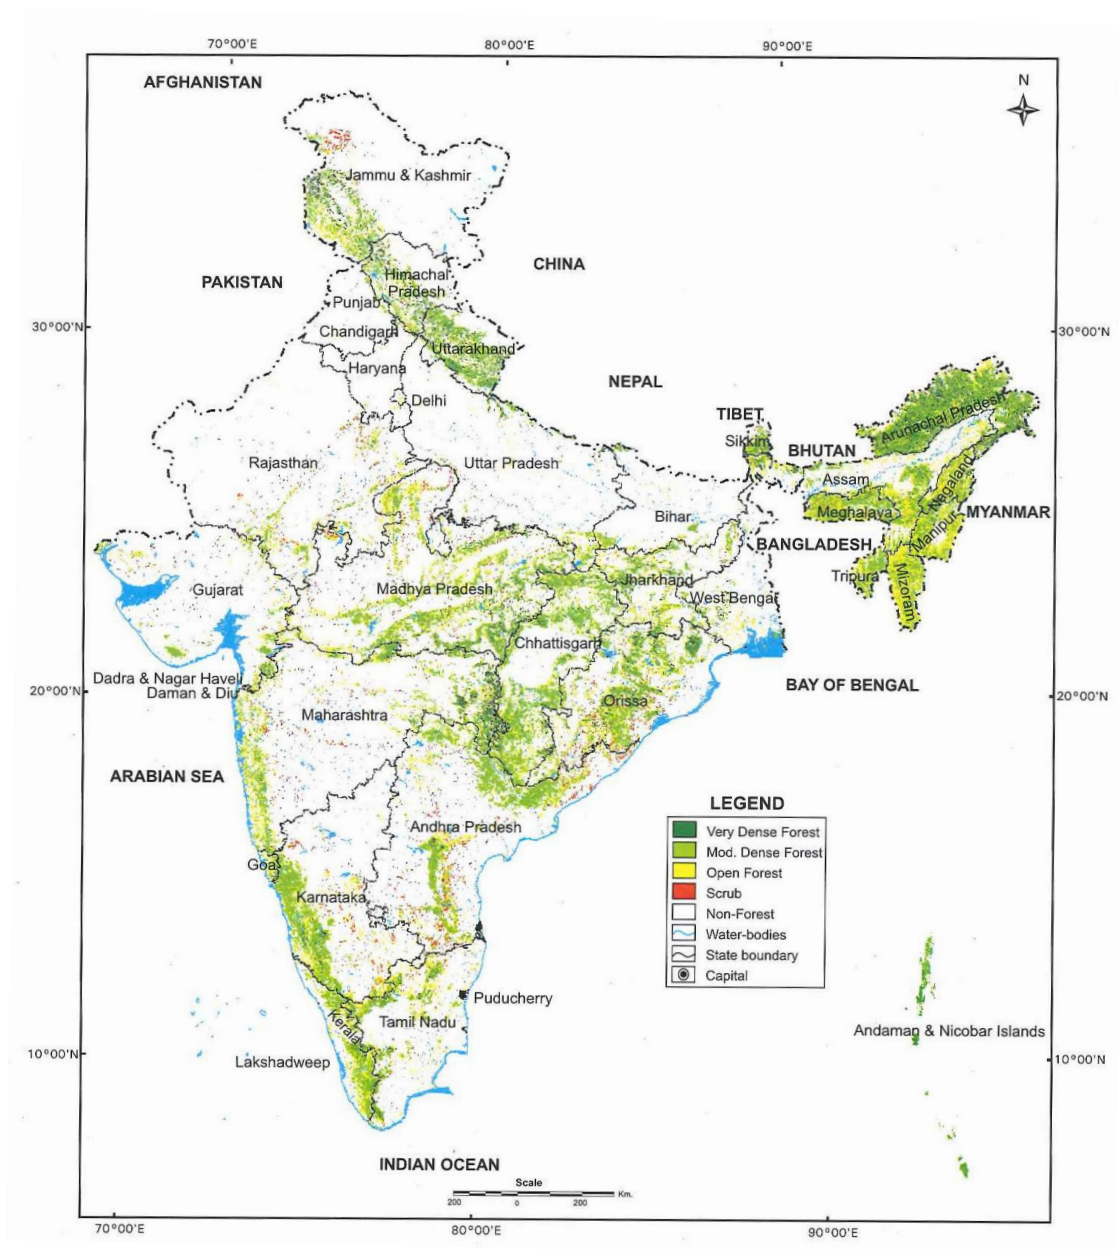 70°00'E 80°00'E 90°00'E
AFGHANISTAN
N
Jammu & Kashmir
CHINA
PAKISTAN
Himachal
Pradesh
Punjab
Chandigarh
30°00'N
30°00'N
Uttarakhand
Haryana
NEPAL
Delhi
TIBET
Arunachal Pradesh
Sikkim
BHUTAN
Rajasthan
Uttar Pradesh
Assam
Nagaland
Meghalaya
MYANMAR
Bihar
Manipur
BANGLADESH
Tripura
Jharkhand
Gujarat
Madhya Pradesh
West Bengal
Mizoram
Chhattisgarh
Dadra & Nagar Haveli
Daman & Diu
20°00'N
20°00'N
BAY OF BENGAL
Orissa
Maharashtra
ARABIAN SEA
LEGEND
Very Dense Forest
Mod. Dense Forest
Open Forest
Scrub
Non-Forest
Water-bodies
State boundary
Capital
Andhra Pradesh
Goa
Karnataka
Puducherry
Tamil Nadu
Kerala
Andaman & Nicobar Islands
10°00'N
10°00'N
Lakshadweep
INDIAN OCEAN
Scale
200 0 200 Km.
70°00'E 80°00'E 90°00'E